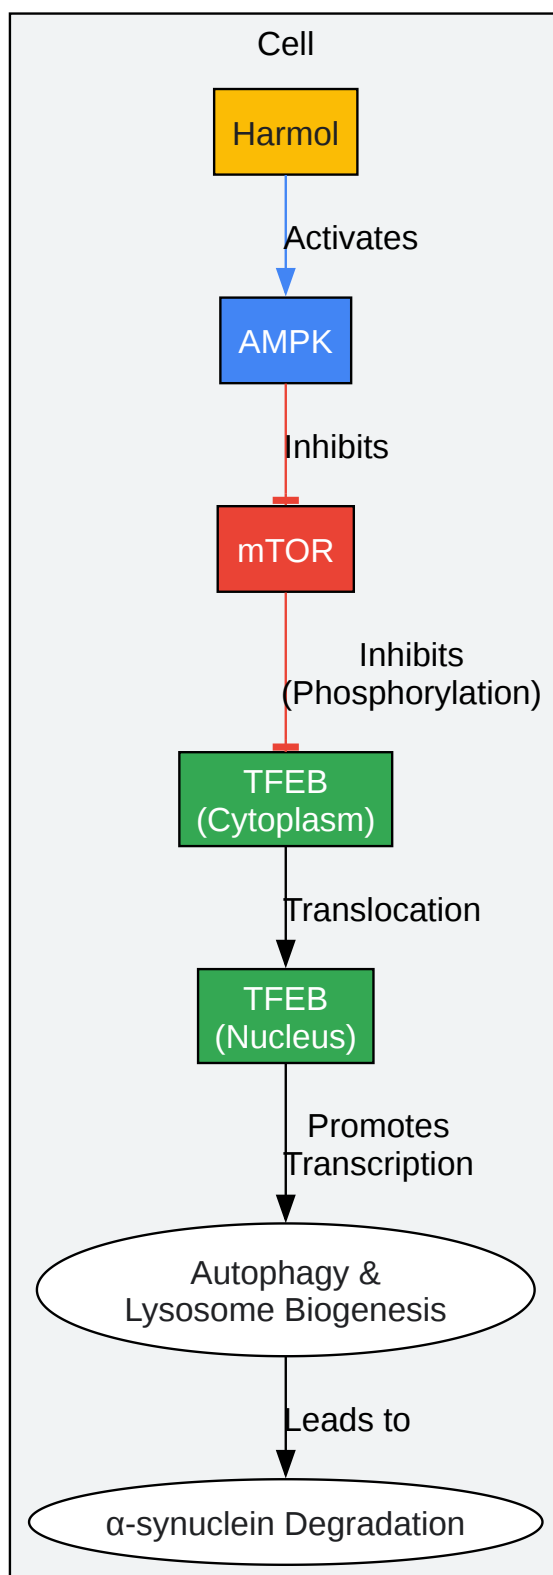 Cell
Harmol
Activates
AMPK
Inhibits
mTOR
Inhibits
(Phosphorylation)
TFEB
(Cytoplasm)
Translocation
TFEB
(Nucleus)
Promotes
Transcription
Autophagy &
Lysosome Biogenesis
Leads to
α-synuclein Degradation